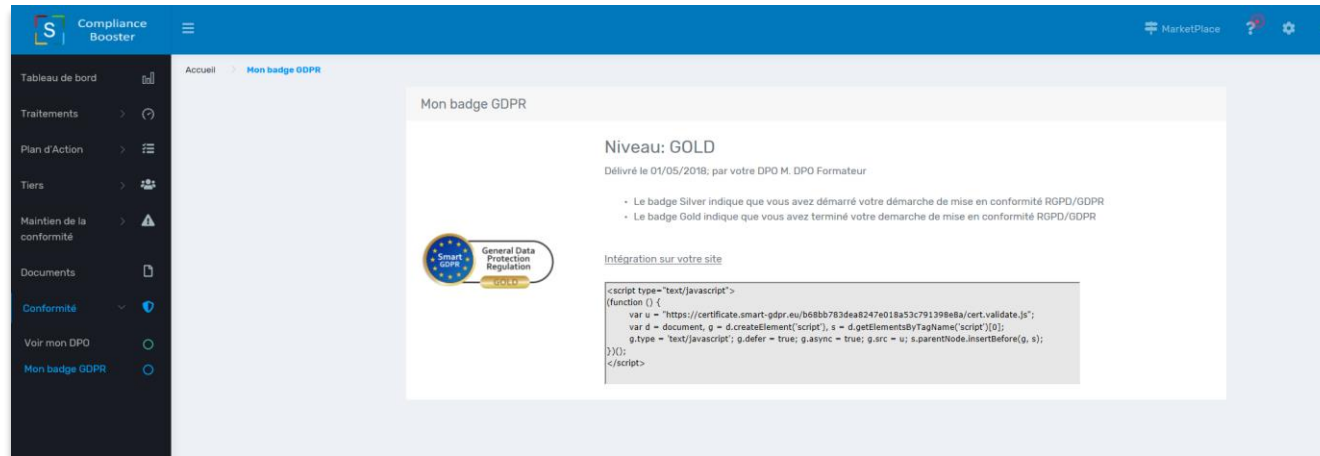 S Compliance
Booster
MarketPlace
?
Tableau de bord
Traitements
Plan d'Action
Tiers
Maintien de la
conformité
Documents
Conformité
Voir mon DPO
Mon badge GDPR
Accueil > Mon badge GDPR
Mon badge GDPR
Smart
GDPR
General Data
Protection
Regulation
GOLD
Niveau: GOLD
Délivré le 01/05/2018; par votre DPO M. DPO Formateur
• Le badge Silver indique que vous avez démarré votre démarche de mise en conformité RGPD/GDPR
• Le badge Gold indique que vous avez terminé votre demarche de mise en conformité RGPD/GDPR
Intégration sur votre site
<script type="text/javascript">
(function () {
var u = "https://certificate.smart-gdpr.eu/b68bb783dea8247e018a53c791398e8a/cert.validate.js";
var d = document, g = d.createElement('script'), s = d.getElementsByTagName('script')[0];
g.type = 'text/javascript'; g.defer = true; g.async = true; g.src = u; s.parentNode.insertBefore(g, s);
})();
</script>